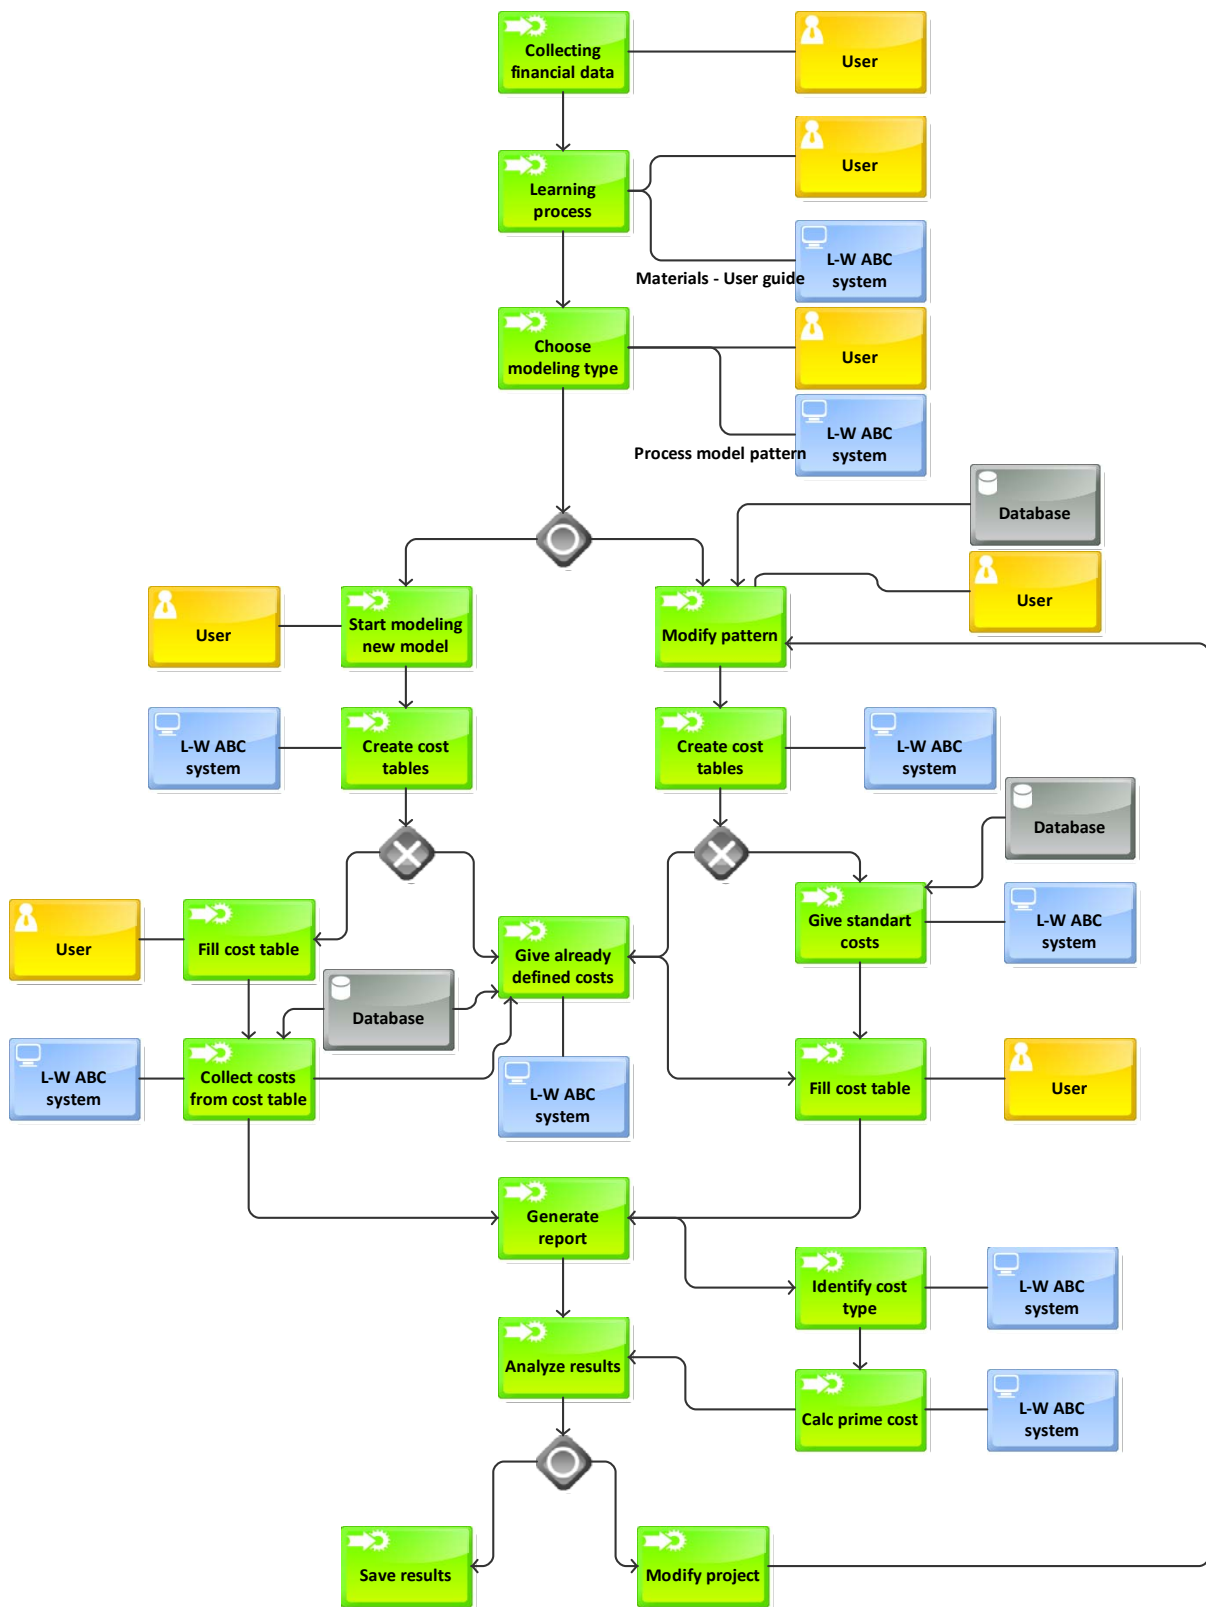 Collecting
financial data
User
User
Learning
process
L-W ABC
system
Materials - User guide
Choose
modeling type
User
L-W ABC
system
Process model pattern
Database
User
User
Start modeling
new model
Modify pattern
L-W ABC
system
Create cost
tables
Create cost
tables
L-W ABC
system
Database
User
Fill cost table
Give already
defined costs
Give standart
costs
L-W ABC
system
Database
L-W ABC
system
Collect costs
from cost table
L-W ABC
system
Fill cost table
User
Generate
report
Identify cost
type
L-W ABC
system
Analyze results
Calc prime cost
L-W ABC
system
Save results
Modify project